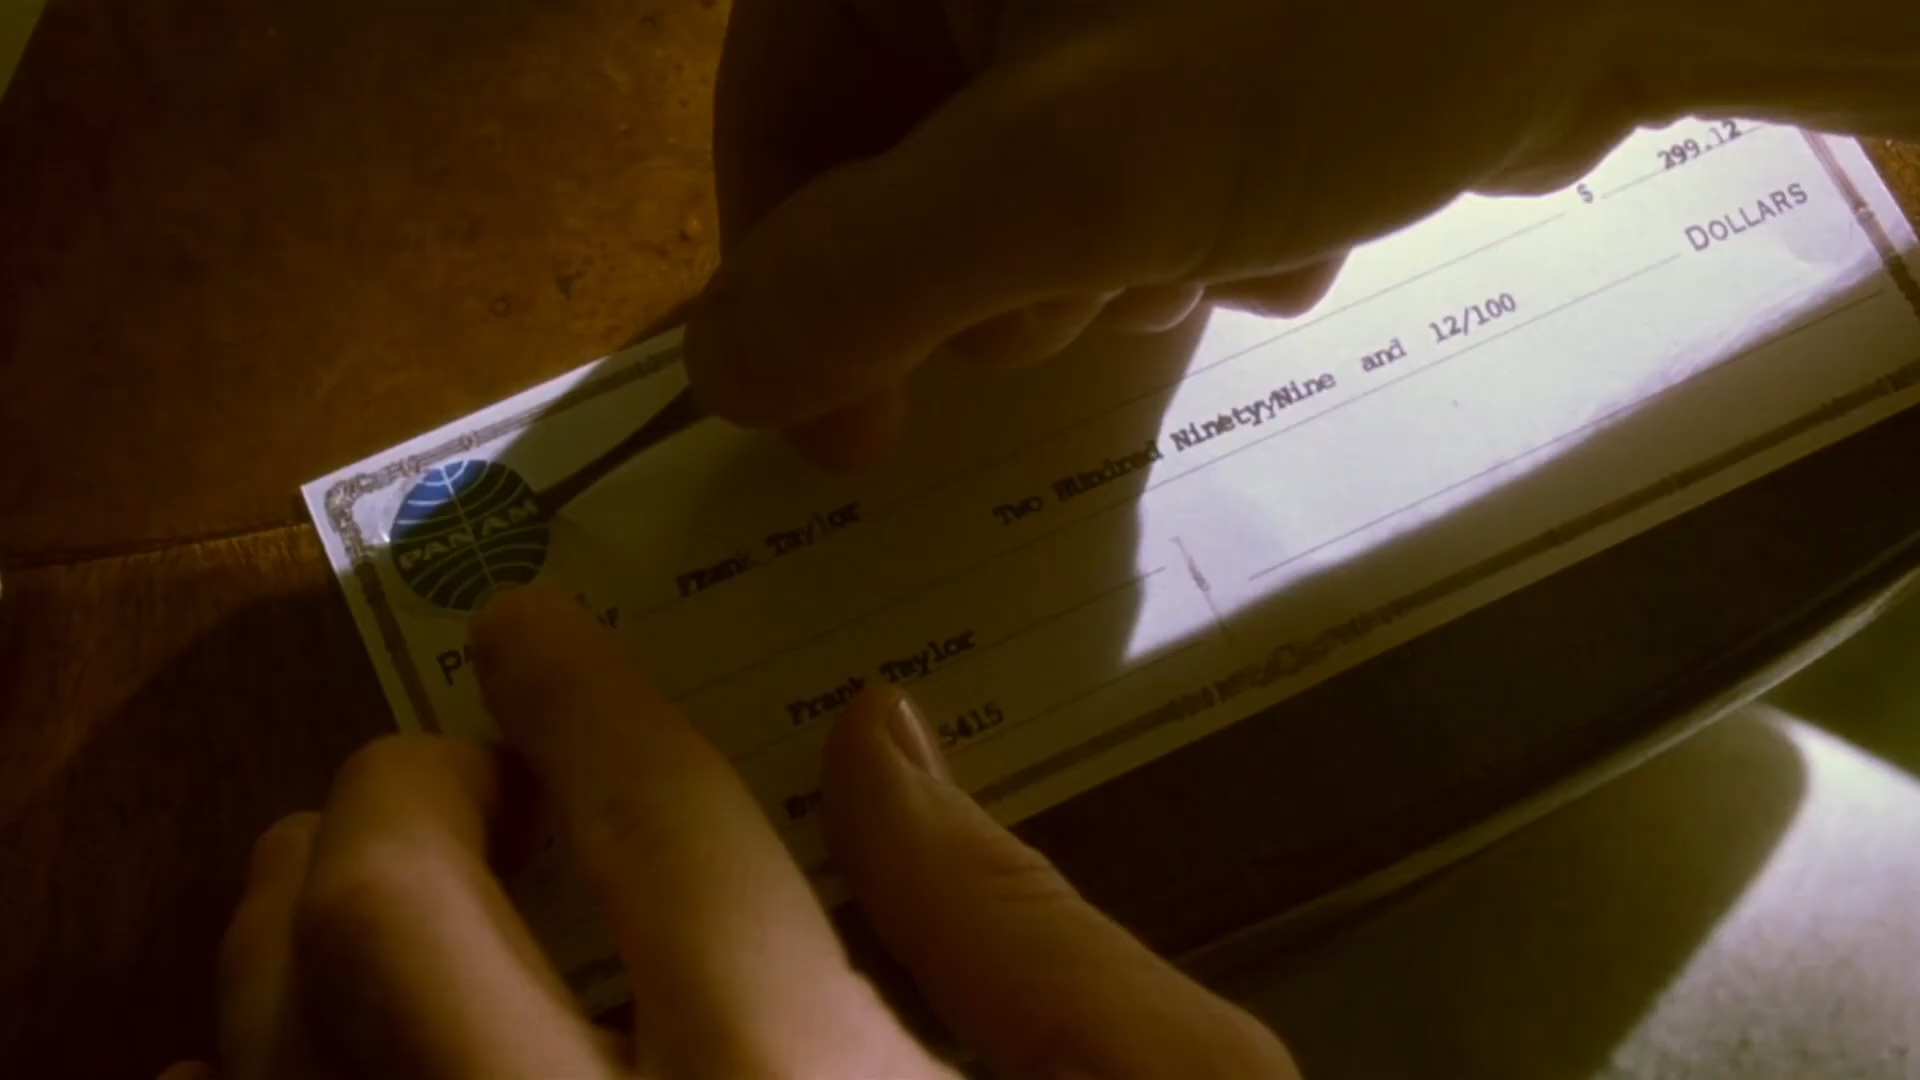 299.12
$
DOLLARS
Two Hundred NinetyyNine and 12/100
PAN AM
Frank Taylor
Frank Taylor
5415